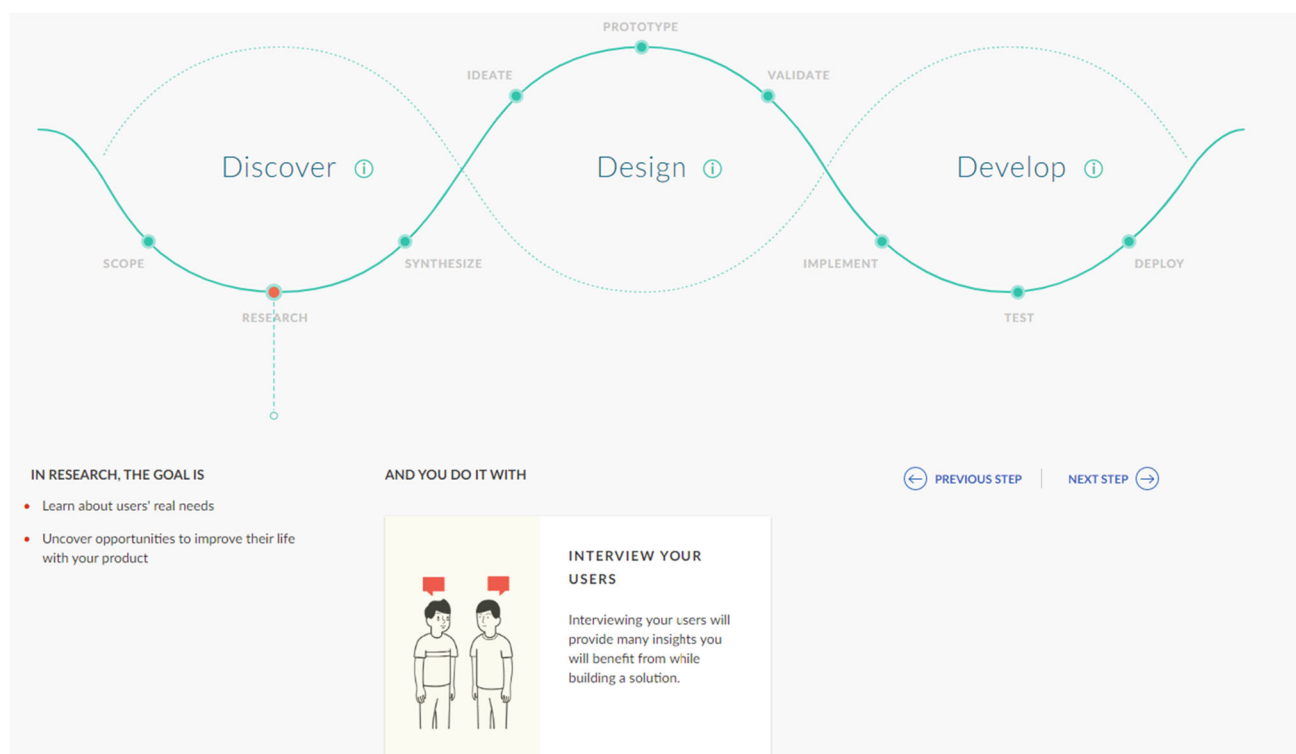 PROTOTYPE
IDEATE
VALIDATE
Discover
Design
Develop
SCOPE
SYNTHESIZE
IMPLEMENT
DEPLOY
RESEARCH
TEST
IN RESEARCH, THE GOAL IS
Learn about users' real needs
Uncover opportunities to improve their life
with your product
AND YOU DO IT WITH
INTERVIEW YOUR
USERS
Interviewing your users will
provide many insights you
will benefit from while
building a solution.
PREVIOUS STEP
NEXT STEP